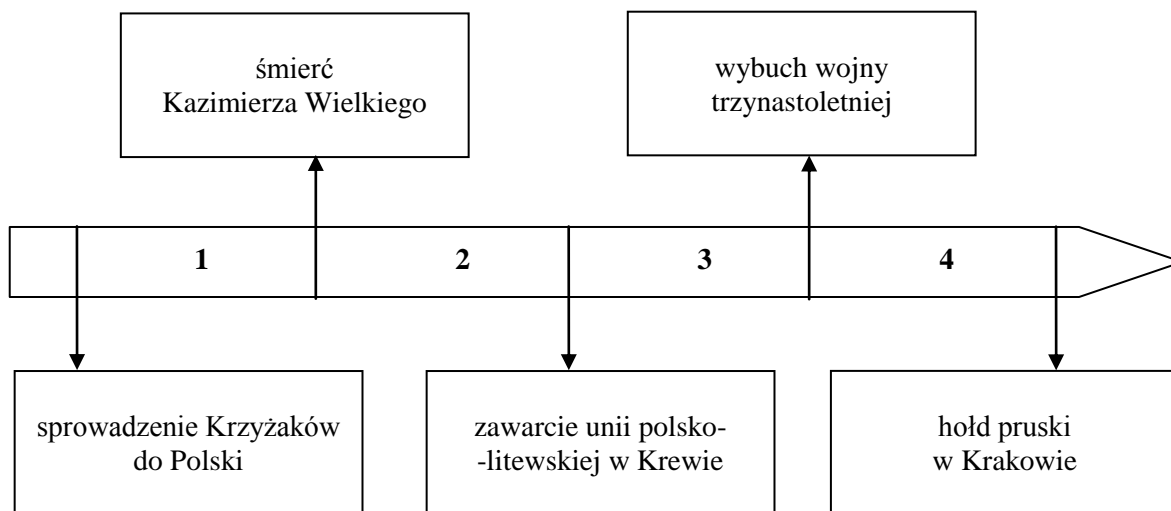 śmierć
Kazimierza Wielkiego
wybuch wojny
trzynastoletniej
1
2
3
4
sprowadzenie Krzyżaków
do Polski
zawarcie unii polsko-
-litewskiej w Krewie
hołd pruski
w Krakowie